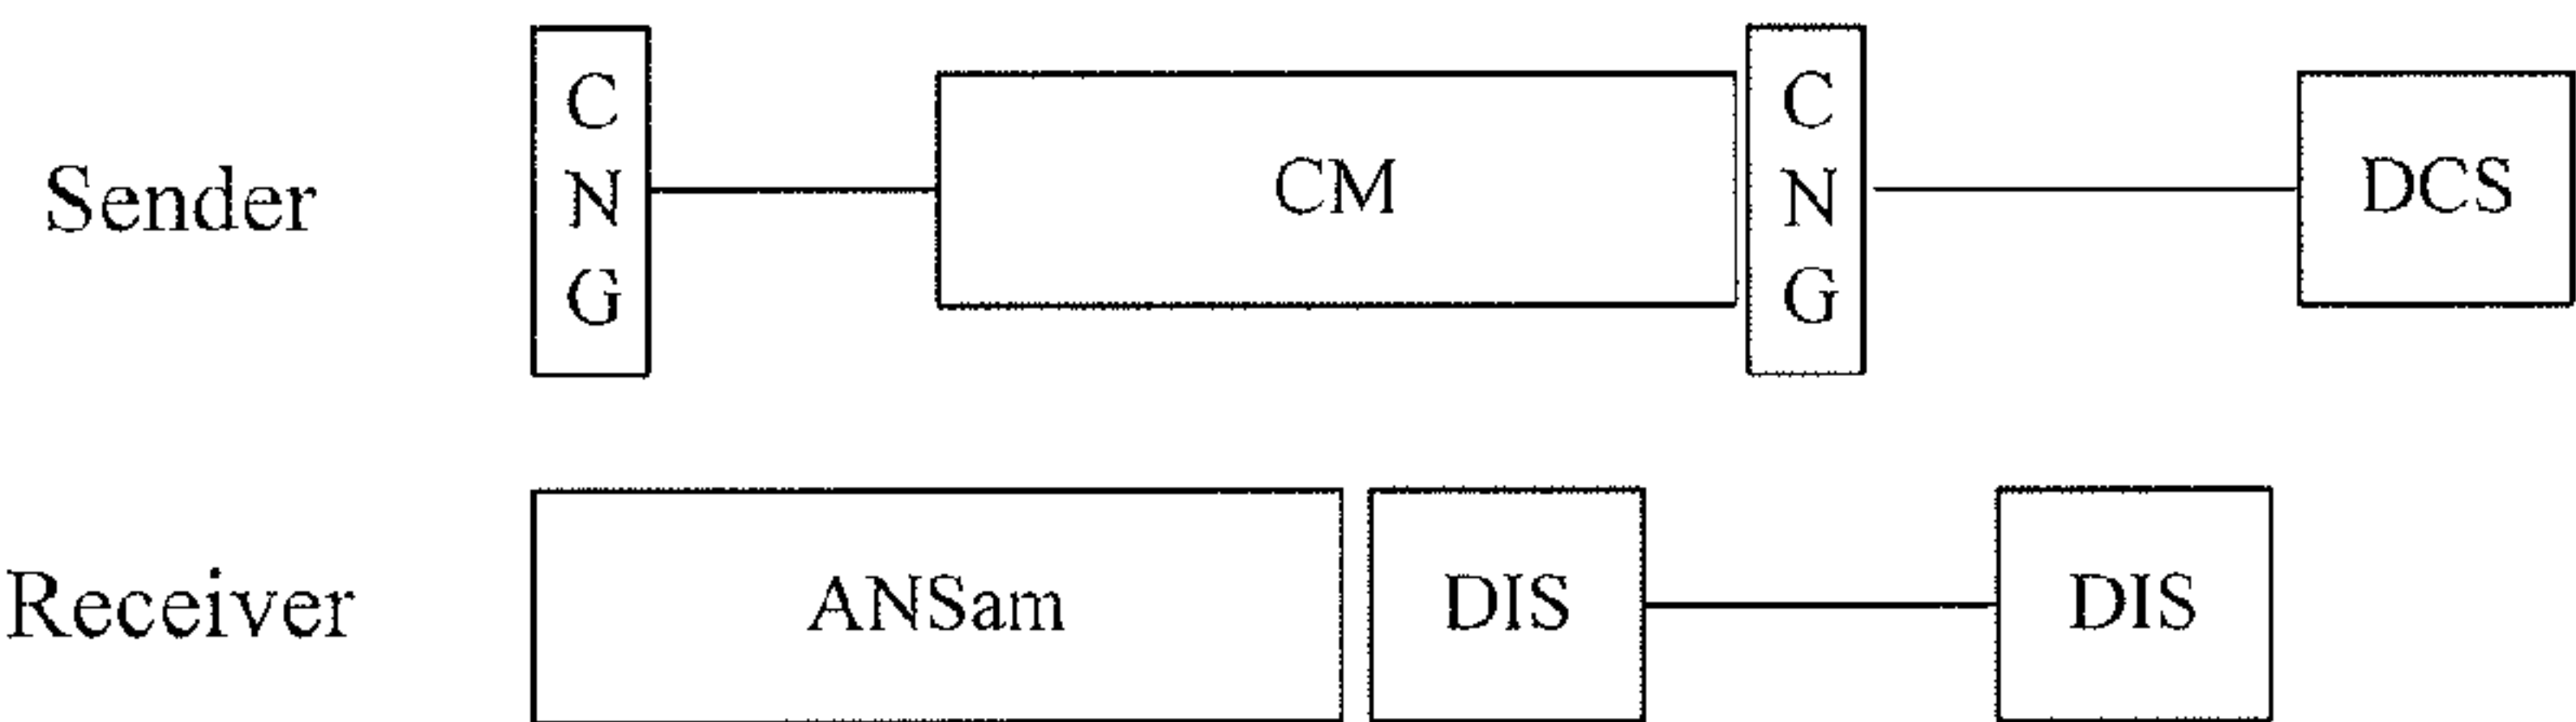 Sender
C
N
G
CM
C
N
G
DCS
Receiver
ANSam
DIS
DIS